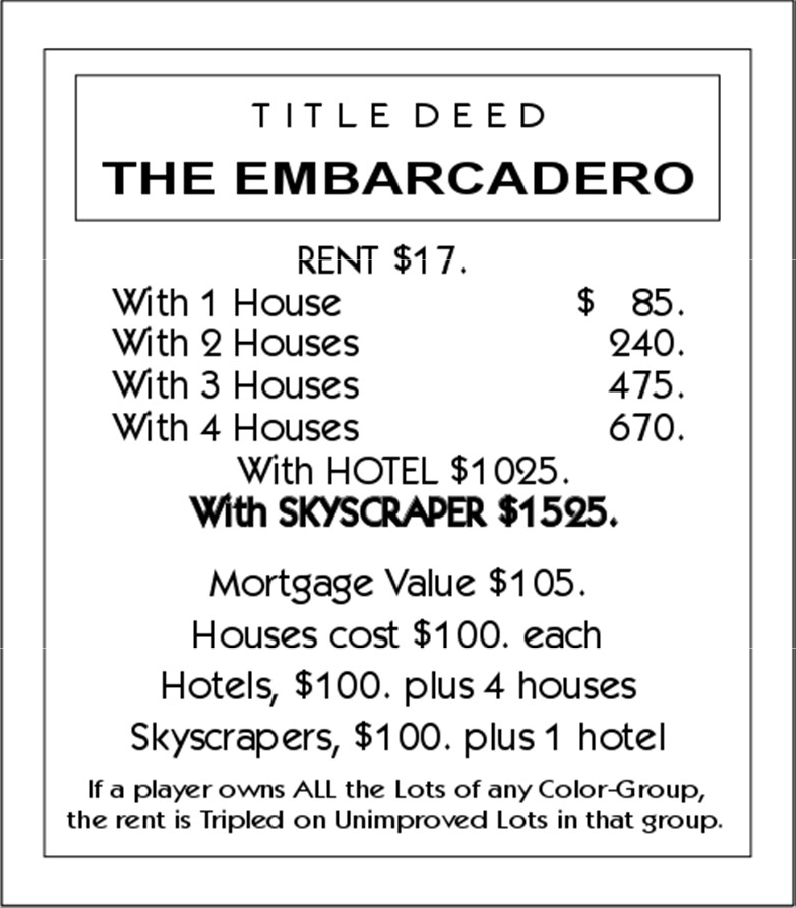 TITLE DEED
THE EMBARCADERO
RENT $17.
With 1 House $ 85.
With 2 Houses 240.
With 3 Houses 475.
With 4 Houses 670.
With HOTEL $1025.
With SKYSCRAPER $1525.
Mortgage Value $105.
Houses cost $100. each
Hotels, $100. plus 4 houses
Skyscrapers, $100. plus 1 hotel
If a player owns ALL the Lots of any Color-Group,
the rent is Tripled on Unimproved Lots in that group.